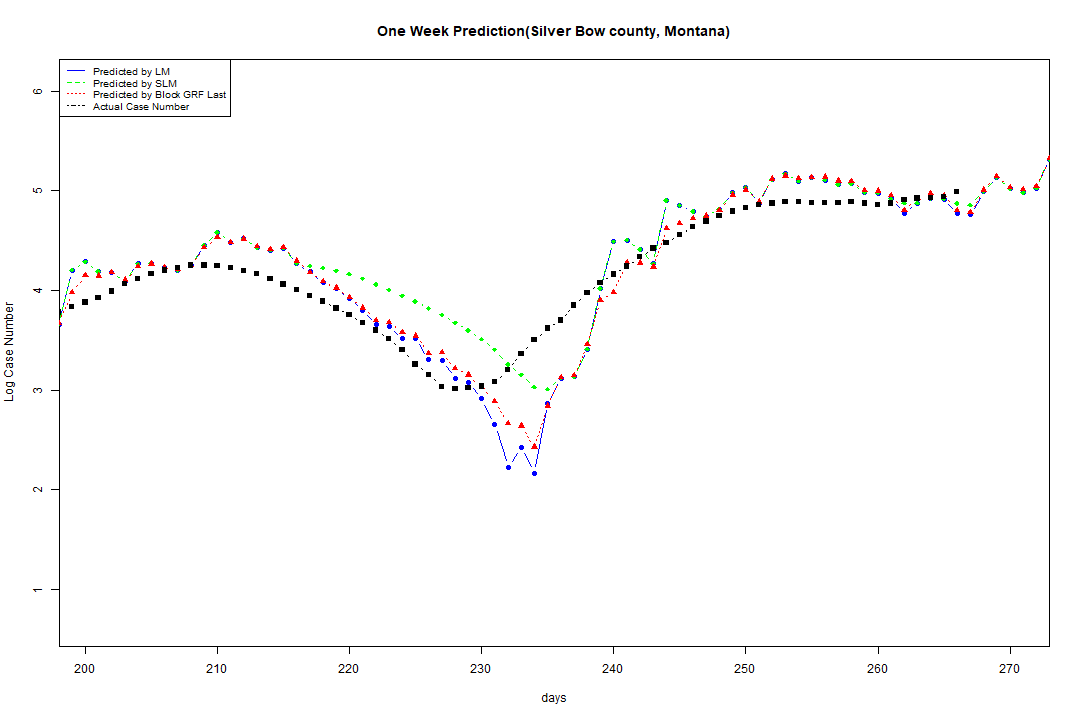 One Week Prediction(Silver Bow county, Montana)
Predicted by LM
Predicted by SLM
Predicted by Block GRF Last
Actual Case Number
6
5
4
3
2
1
Log Case Number
200 210 220 230 240 250 260 270
days